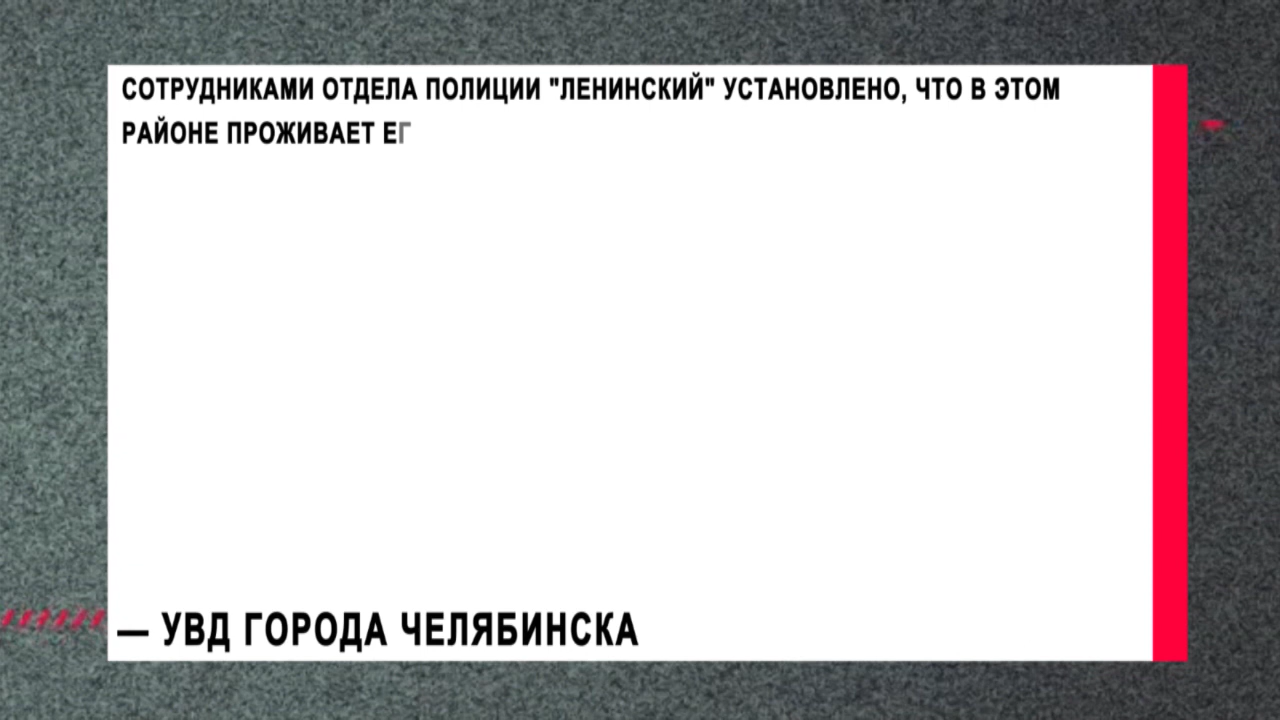 СОТРУДНИКАМИ ОТДЕЛА ПОЛИЦИИ "ЛЕНИНСКИЙ" УСТАНОВЛЕНО, ЧТО В ЭТОМ
РАЙОНЕ ПРОЖИВАЕТ ЕГ
— УВД ГОРОДА ЧЕЛЯБИНСКА